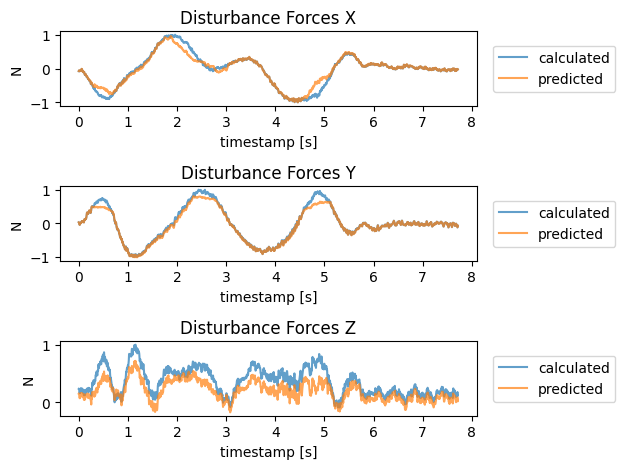 Disturbance Forces X
1
0
−1
N
0 1 2 3 4 5 6 7 8
timestamp [s]
calculated
predicted
Disturbance Forces Y
1
0
−1
N
0 1 2 3 4 5 6 7 8
timestamp [s]
calculated
predicted
Disturbance Forces Z
1
0
N
0 1 2 3 4 5 6 7 8
timestamp [s]
calculated
predicted